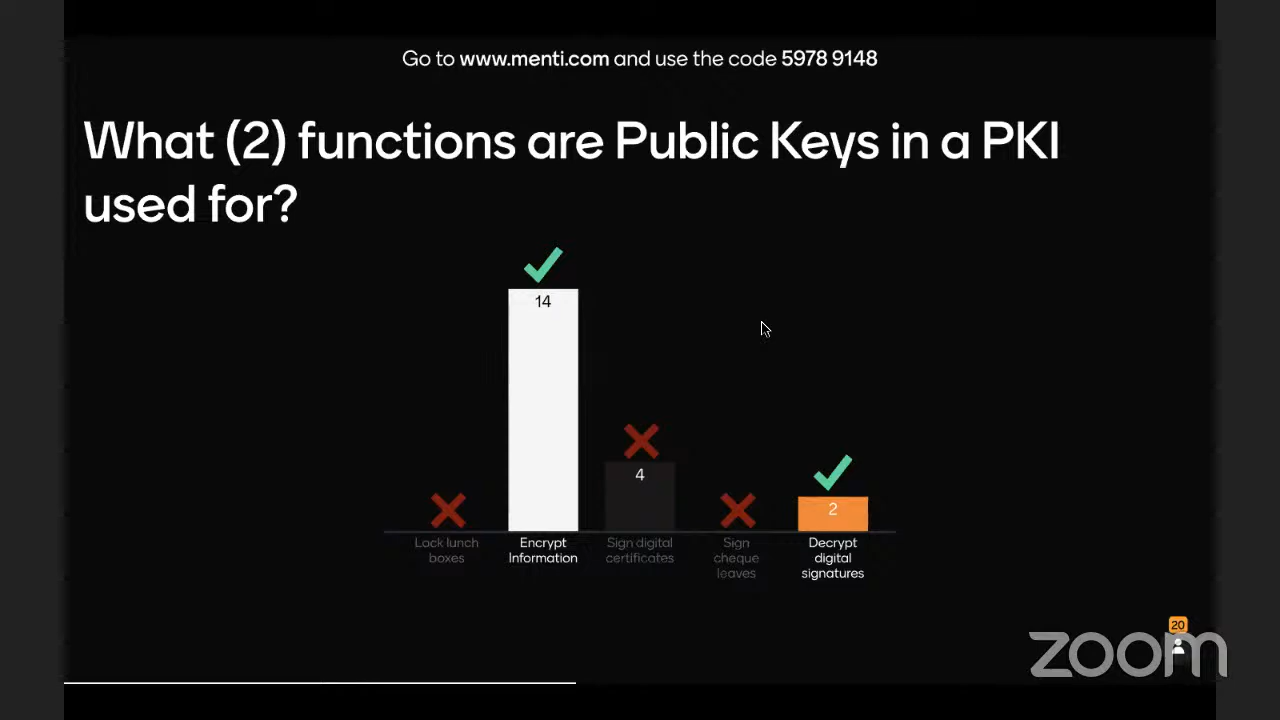 Go to www.menti.com and use the code 5978 9148
What (2) functions are Public Keys in a PKI
used for?
14
4
2
Lock lunch
boxes
Encrypt
Information
Sign digital
certificates
Sign
cheque
leaves
Decrypt
digital
signatures
20
zoom